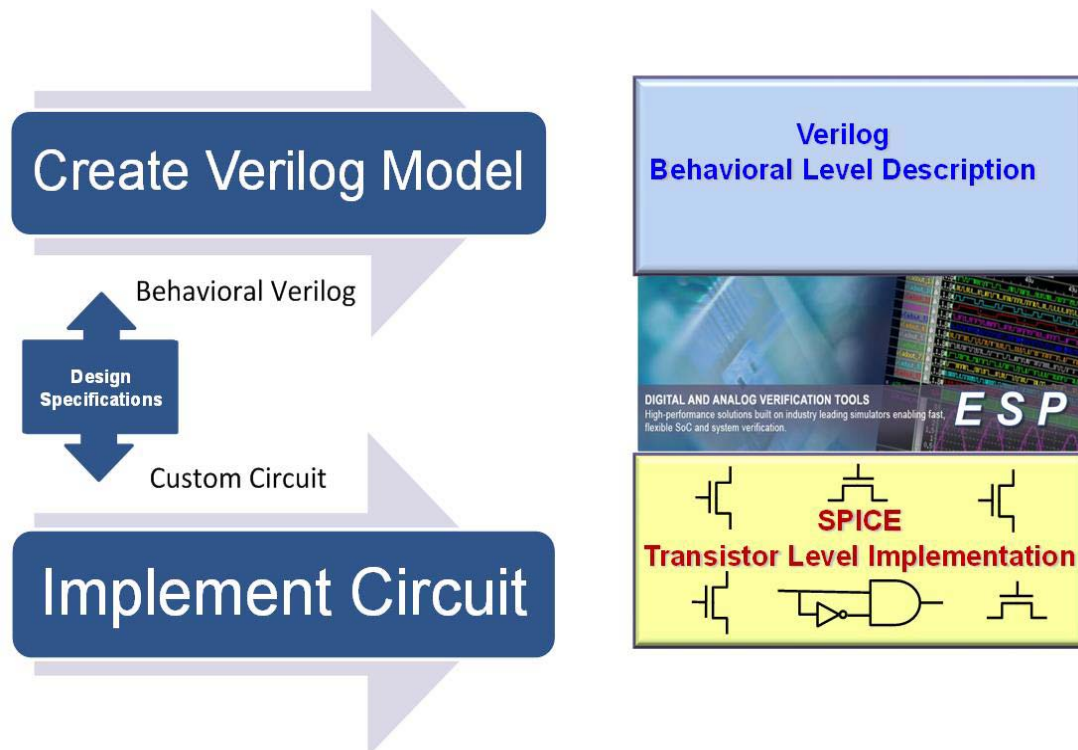 Create Verilog Model
Behavioral Verilog
Design
Specifications
Custom Circuit
Implement Circuit
Verilog
Behavioral Level Description
DIGITAL AND ANALOG VERIFICATION TOOLS
High-performance solutions built on industry leading simulators enabling fast,
flexible SoC and system verification.
ESP
SPICE
Transistor Level Implementation